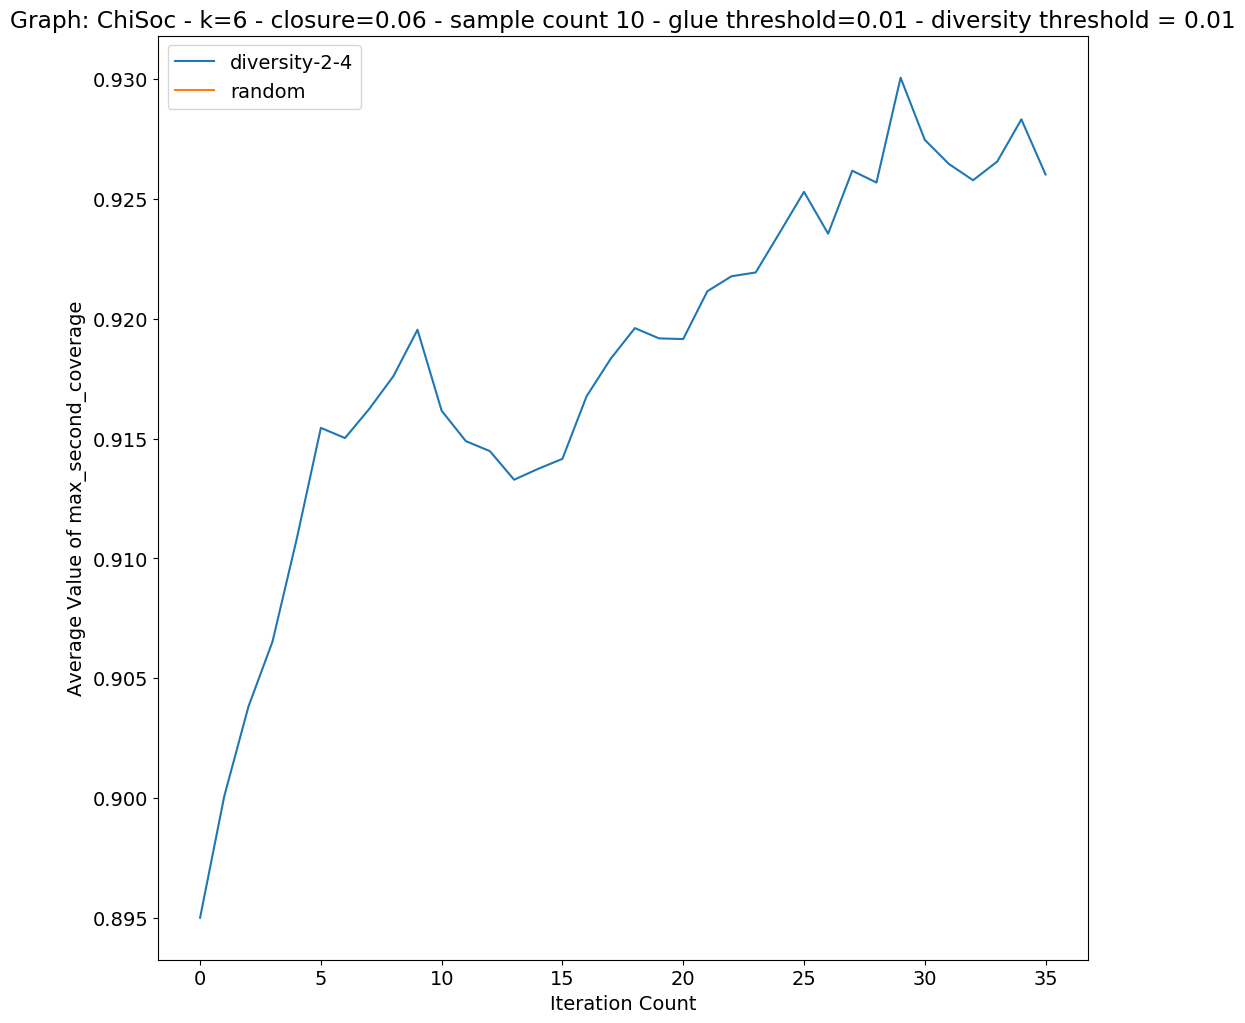 Graph: ChiSoc - k=6 - closure=0.06 - sample count 10 - glue threshold=0.01 - diversity threshold = 0.01
diversity-2-4
random
Average Value of max_second_coverage
0.930
0.925
0.920
0.915
0.910
0.905
0.900
0.895
0 5 10 15 20 25 30 35
Iteration Count